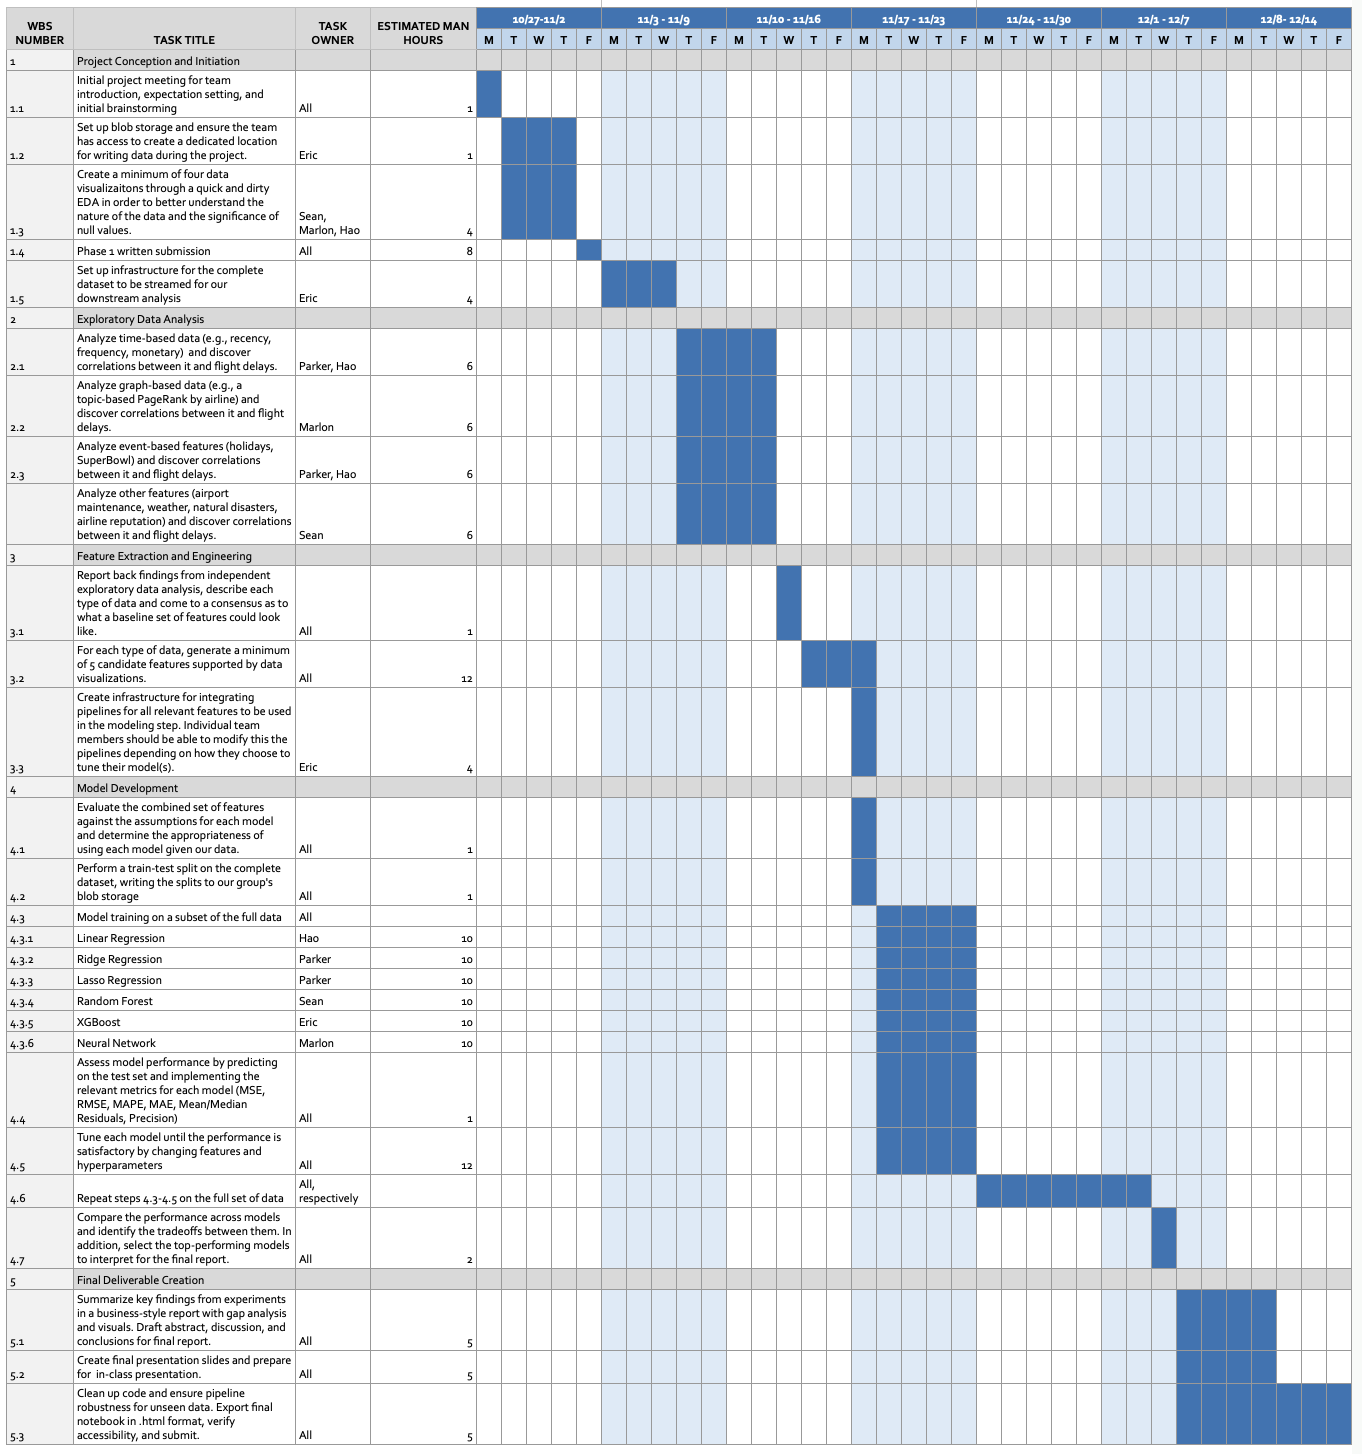 WBS NUMBER TASK TITLE TASK OWNER ESTIMATED MAN HOURS
10/27-11/2 11/3 - 11/9 11/10 - 11/16 11/17 - 11/23 11/24 - 11/30 12/1 - 12/7 12/8- 12/14
M T W T F M T W T F M T W T F M T W T F M T W T F M T W T F M T W T F
1 Project Conception and Initiation
Initial project meeting for team
introduction, expectation setting, and
1.1 initial brainstorming All 1
Set up blob storage and ensure the team
has access to create a dedicated location
1.2 for writing data during the project. Eric 1
Create a minimum of four data
visualizaitons through a quick and dirty
EDA in order to better understand the
nature of the data and the significance of Sean,
1.3 null values. Marlon, Hao 4
1.4 Phase 1 written submission All 8
Set up infrastructure for the complete
dataset to be streamed for our
1.5 downstream analysis Eric 4
2 Exploratory Data Analysis
Analyze time-based data (e.g., recency,
frequency, monetary) and discover
2.1 correlations between it and flight delays. Parker, Hao 6
Analyze graph-based data (e.g., a
topic-based PageRank by airline) and
discover correlations between it and flight
2.2 delays. Marlon 6
Analyze event-based features (holidays,
SuperBowl) and discover correlations
2.3 between it and flight delays. Parker, Hao 6
Analyze other features (airport
maintenance, weather, natural disasters,
airline reputation) and discover correlations
between it and flight delays. Sean 6
3 Feature Extraction and Engineering
Report back findings from independent
exploratory data analysis, describe each
type of data and come to a consensus as to
what a baseline set of features could look
3.1 like. All 1
For each type of data, generate a minimum
of 5 candidate features supported by data
3.2 visualizations. All 12
Create infrastructure for integrating
pipelines for all relevant features to be used
in the modeling step. Individual team
members should be able to modify this the
pipelines depending on how they choose to
3.3 tune their model(s). Eric 4
4 Model Development
Evaluate the combined set of features
against the assumptions for each model
and determine the appropriateness of
4.1 using each model given our data. All 1
Perform a train-test split on the complete
dataset, writing the splits to our group's
4.2 blob storage All 1
4.3 Model training on a subset of the full data All
4.3.1 Linear Regression Hao 10
4.3.2 Ridge Regression Parker 10
4.3.3 Lasso Regression Parker 10
4.3.4 Random Forest Sean 10
4.3.5 XGBoost Eric 10
4.3.6 Neural Network Marlon 10
Assess model performance by predicting
on the test set and implementing the
relevant metrics for each model (MSE,
RMSE, MAPE, MAE, Mean/Median
4.4 Residuals, Precision) All 1
Tune each model until the performance is
satisfactory by changing features and
4.5 hyperparameters All 12
All,
4.6 Repeat steps 4.3-4.5 on the full set of data respectively
Compare the performance across models
and identify the tradeoffs between them. In
addition, select the top-performing models
4.7 to interpret for the final report. All 2
5 Final Deliverable Creation
Summarize key findings from experiments
in a business-style report with gap analysis
and visuals. Draft abstract, discussion, and
5.1 conclusions for final report. All 5
Create final presentation slides and prepare
5.2 for in-class presentation. All 5
Clean up code and ensure pipeline
robustness for unseen data. Export final
notebook in .html format, verify
5.3 accessibility, and submit. All 5